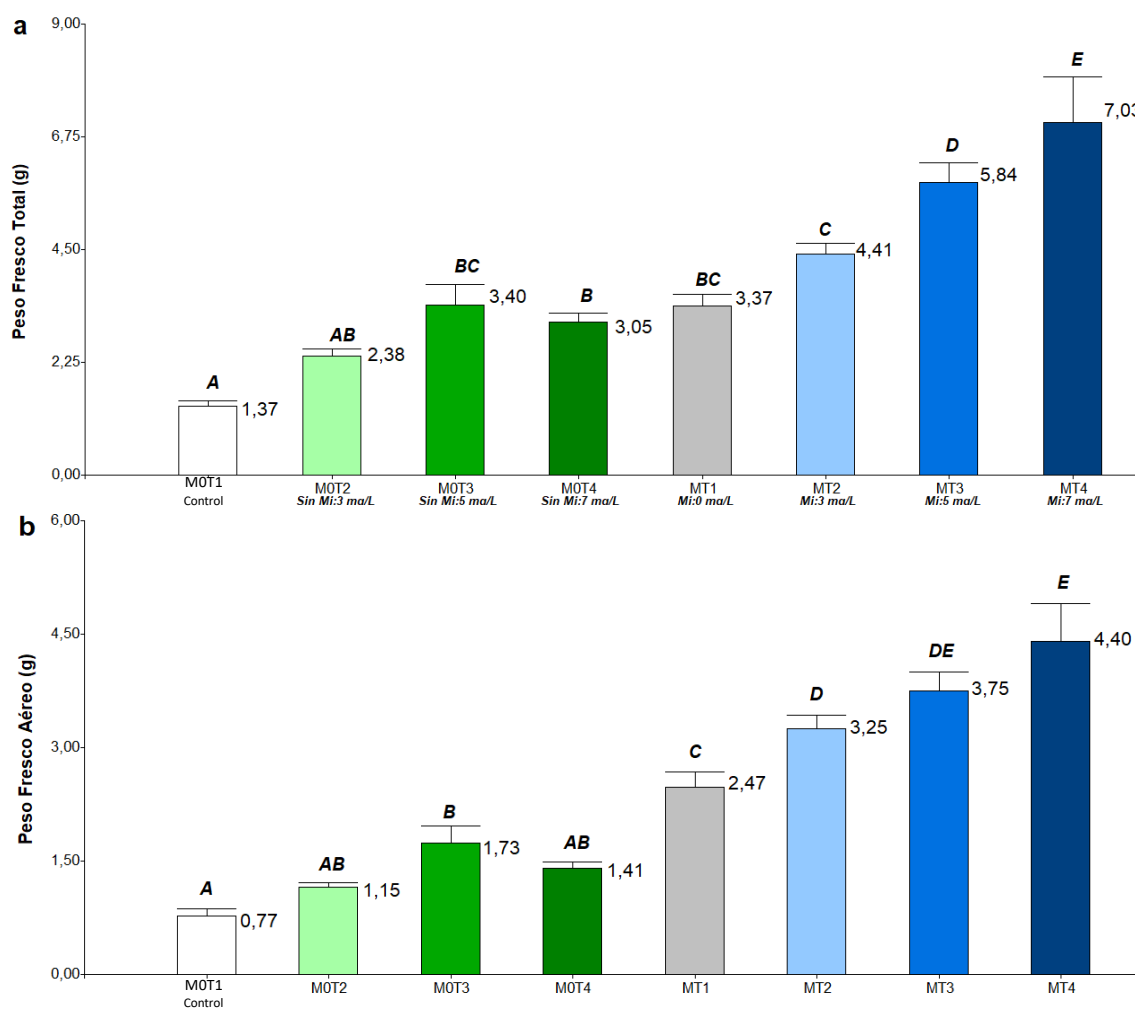 a
Peso Fresco Total (g)
9,00
6,75
4,50
2,25
0,00
A
1,37
AB
2,38
BC
3,40
B
3,05
BC
3,37
C
4,41
D
5,84
E
7,03
M0T1 M0T2 M0T3 M0T4 MT1 MT2 MT3 MT4
Control Sin Mi:3 ma/L Sin Mi:5 ma/L Sin Mi:7 ma/L Mi:0 ma/L Mi:3 ma/L Mi:5 ma/L Mi:7 ma/L
b
Peso Fresco Aéreo (g)
6,00
4,50
3,00
1,50
0,00
A
0,77
AB
1,15
B
1,73
AB
1,41
C
2,47
D
3,25
DE
3,75
E
4,40
M0T1 M0T2 M0T3 M0T4 MT1 MT2 MT3 MT4
Control